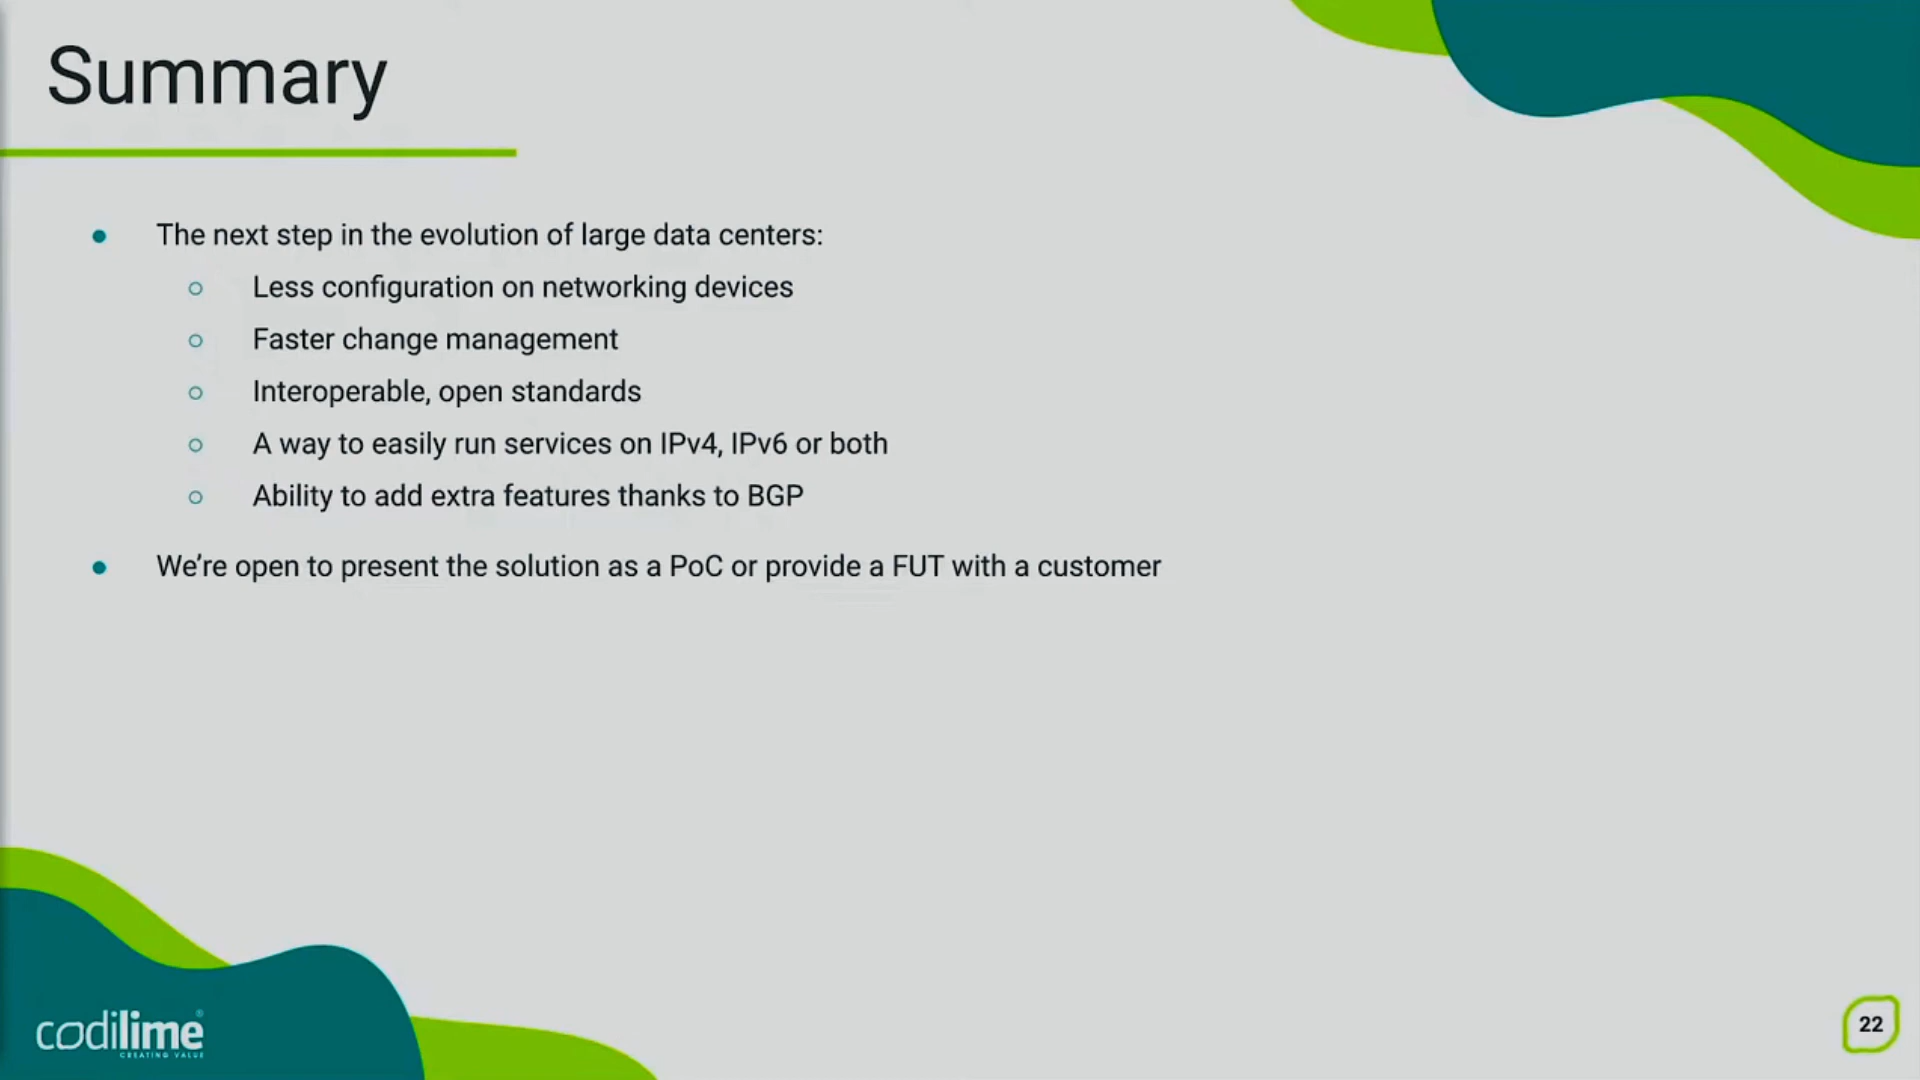 Summary
The next step in the evolution of large data centers:
Less configuration on networking devices
Faster change management
Interoperable, open standards
A way to easily run services on IPv4, IPv6 or both
Ability to add extra features thanks to BGP
We're open to present the solution as a PoC or provide a FUT with a customer
codilime®
CREATING VALUE
22